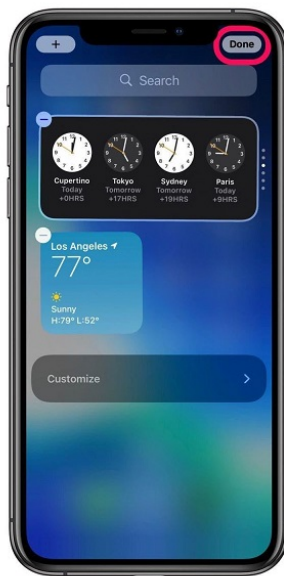 +
Done
Search
Cupertino
Today
+0HRS
Tokyo
Tomorrow
+17HRS
Sydney
Tomorrow
+19HRS
Paris
Today
+9HRS
Los Angeles
77°
Sunny
H:79° L:52°
Customize